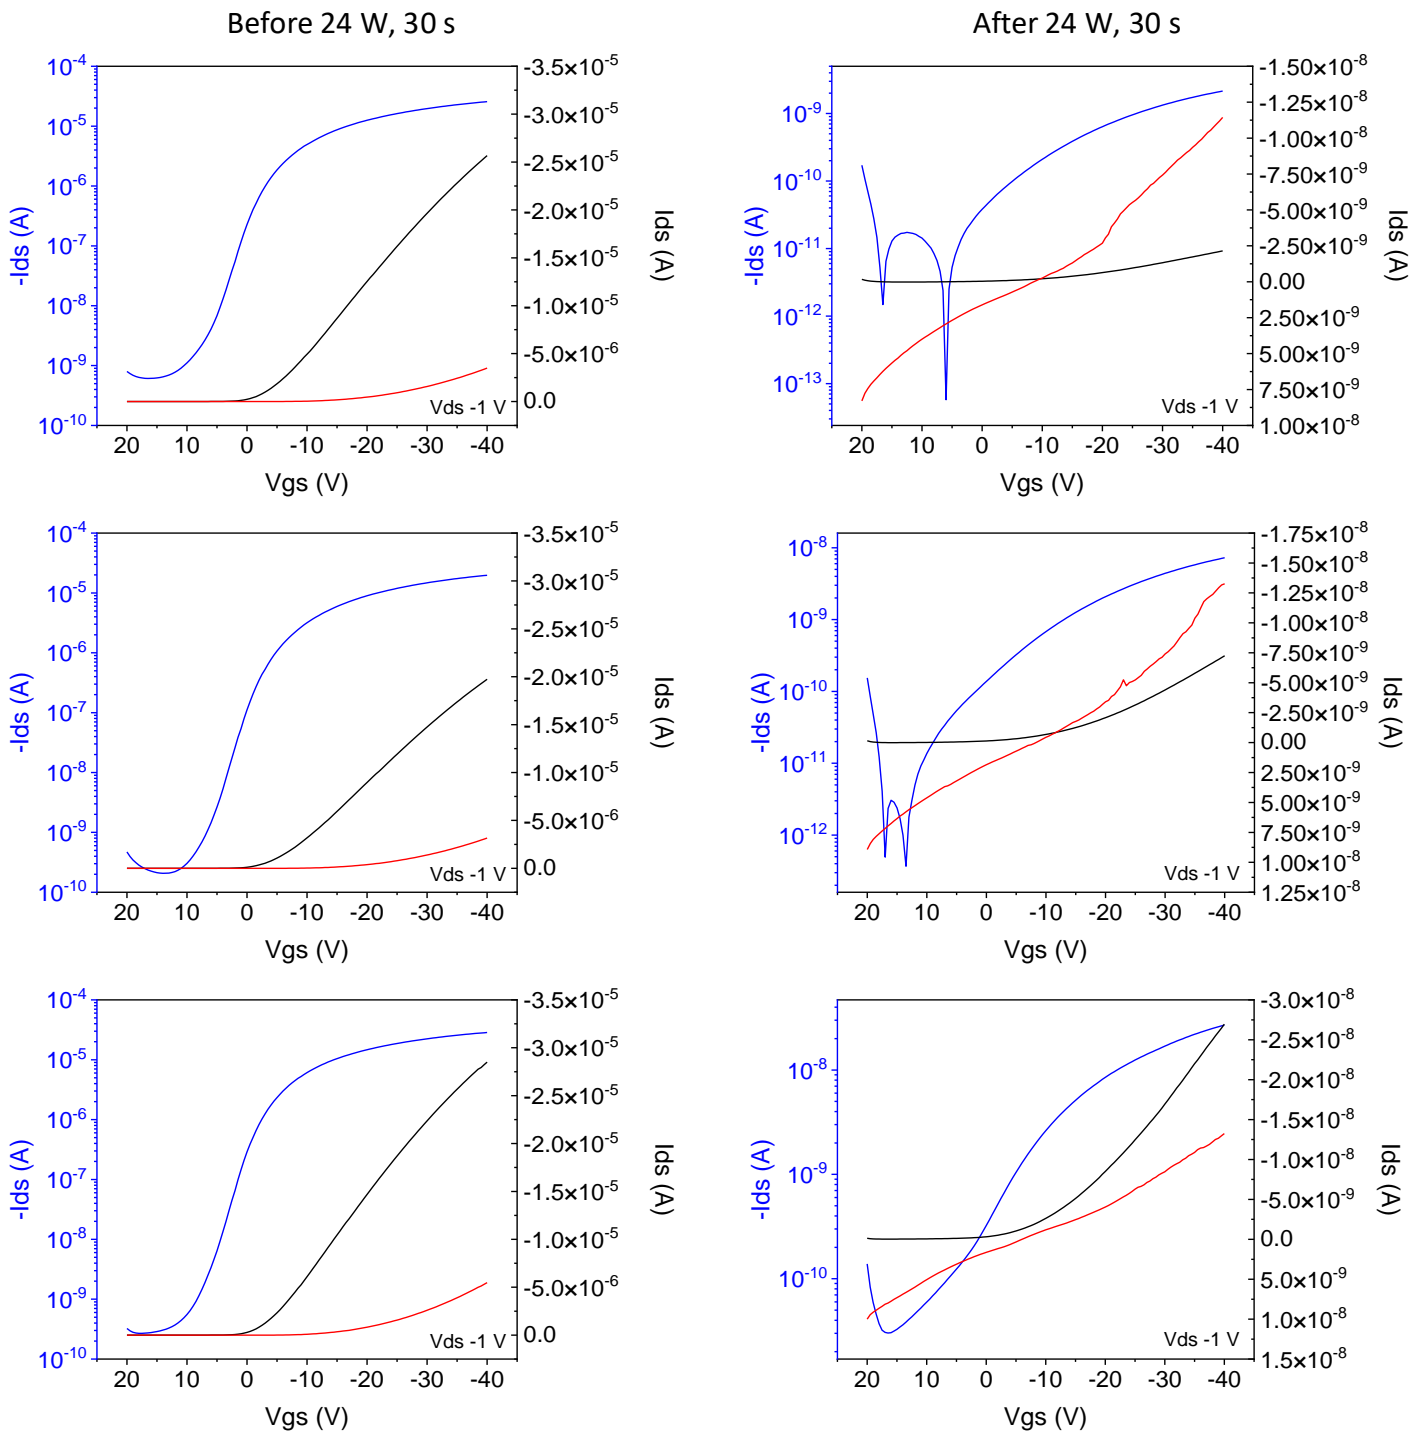 Before 24 W, 30 s
After 24 W, 30 s
10-4
10-5
10-6
10-7
10-8
10-9
10-10
-Ids (A)
-3.5×10-5
-3.0×10-5
-2.5×10-5
-2.0×10-5
-1.5×10-5
-1.0×10-5
-5.0×10-6
0.0
Ids (A)
Vds -1 V
20 10 0 -10 -20 -30 -40
Vgs (V)
10-9
10-10
10-11
10-12
10-13
-Ids (A)
-1.50×10-8
-1.25×10-8
-1.00×10-8
-7.50×10-9
-5.00×10-9
-2.50×10-9
0.00
2.50×10-9
5.00×10-9
7.50×10-9
1.00×10-8
Ids (A)
Vds -1 V
20 10 0 -10 -20 -30 -40
Vgs (V)
10-4
10-5
10-6
10-7
10-8
10-9
10-10
-Ids (A)
-3.5×10-5
-3.0×10-5
-2.5×10-5
-2.0×10-5
-1.5×10-5
-1.0×10-5
-5.0×10-6
0.0
Ids (A)
Vds -1 V
20 10 0 -10 -20 -30 -40
Vgs (V)
10-8
10-9
10-10
10-11
10-12
-Ids (A)
-1.75×10-8
-1.50×10-8
-1.25×10-8
-1.00×10-8
-7.50×10-9
-5.00×10-9
-2.50×10-9
0.00
2.50×10-9
5.00×10-9
7.50×10-9
1.00×10-8
1.25×10-8
Ids (A)
Vds -1 V
20 10 0 -10 -20 -30 -40
Vgs (V)
10-4
10-5
10-6
10-7
10-8
10-9
10-10
-Ids (A)
-3.5×10-5
-3.0×10-5
-2.5×10-5
-2.0×10-5
-1.5×10-5
-1.0×10-5
-5.0×10-6
0.0
Ids (A)
Vds -1 V
20 10 0 -10 -20 -30 -40
Vgs (V)
10-8
10-9
10-10
-Ids (A)
-3.0×10-8
-2.5×10-8
-2.0×10-8
-1.5×10-8
-1.0×10-8
-5.0×10-9
0.0
5.0×10-9
1.0×10-8
1.5×10-8
Ids (A)
Vds -1 V
20 10 0 -10 -20 -30 -40
Vgs (V)